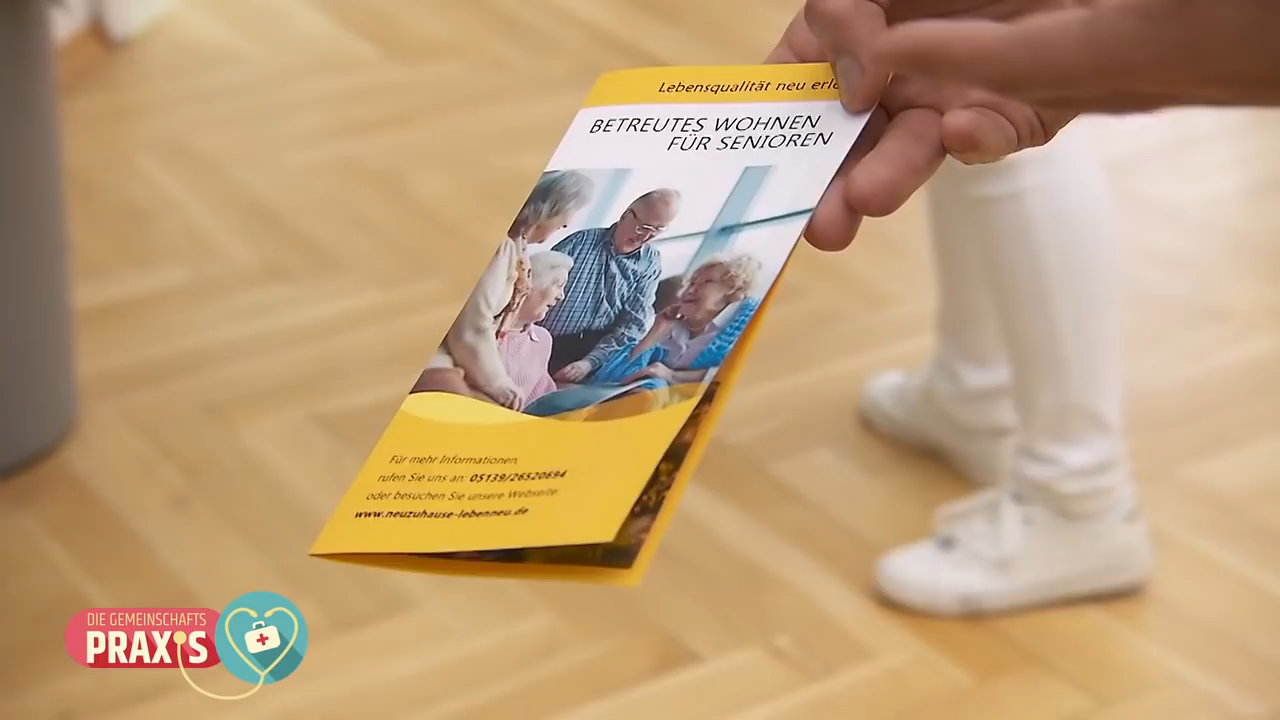 Lebensqualität neu
BETREUTES WOHNEN
FÜR SENIOREN
Für mehr Informationen,
rufen Sie uns an: 05139/26520694
oder besuchen Sie unsere Webseite
www.neuzuhause-lebenneu.de
DIE GEMEINSCHAFTS
PRAXIS